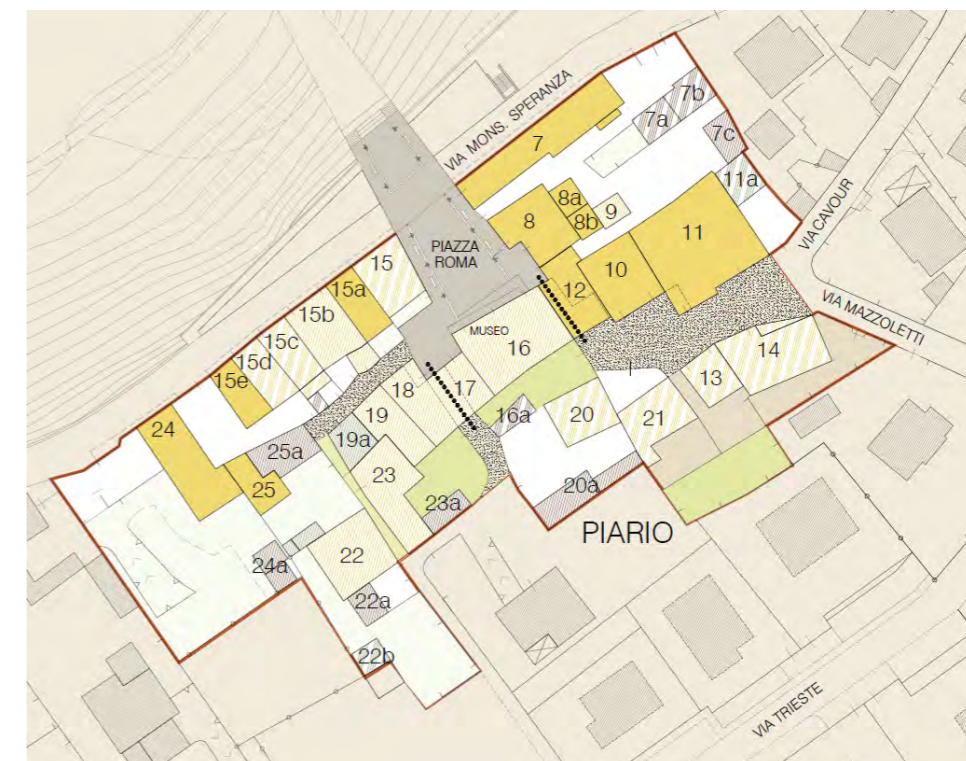 VIA MONS. SPERANZA
7
7b
7a
7c
11a
8a
8
8b
9
11
VIA CAVOUR
PIAZZA
ROMA
15
15a
10
12
15b
VIA MAZZOLETTI
MUSEO
16
15c
14
15d
13
15e
18
17
19
16a
20
21
24
19a
25a
23
25
20a
23a
PIARIO
22
24a
22a
22b
VIA TRIESTE